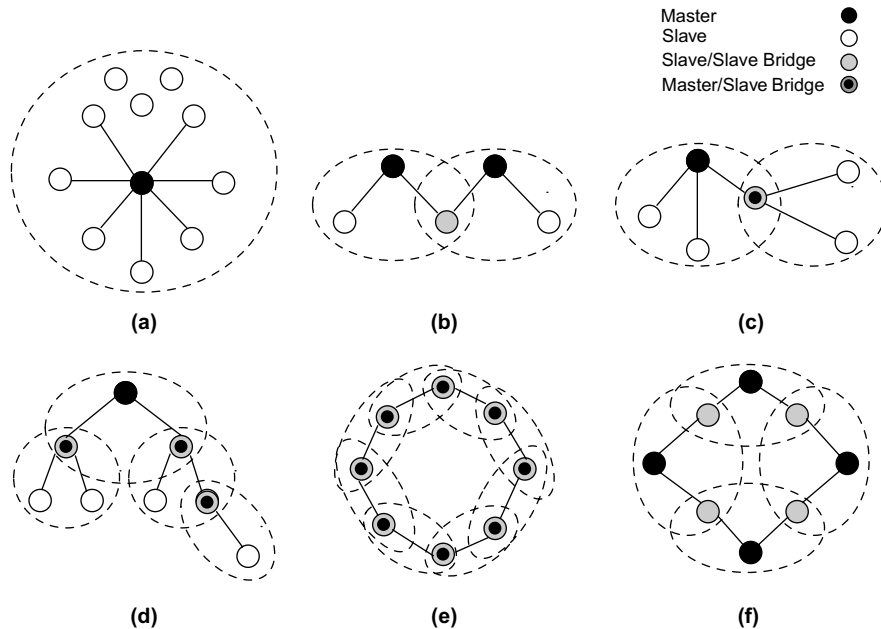 Master
Slave
Slave/Slave Bridge
Master/Slave Bridge
(a)
(b)
(c)
(d)
(e)
(f)